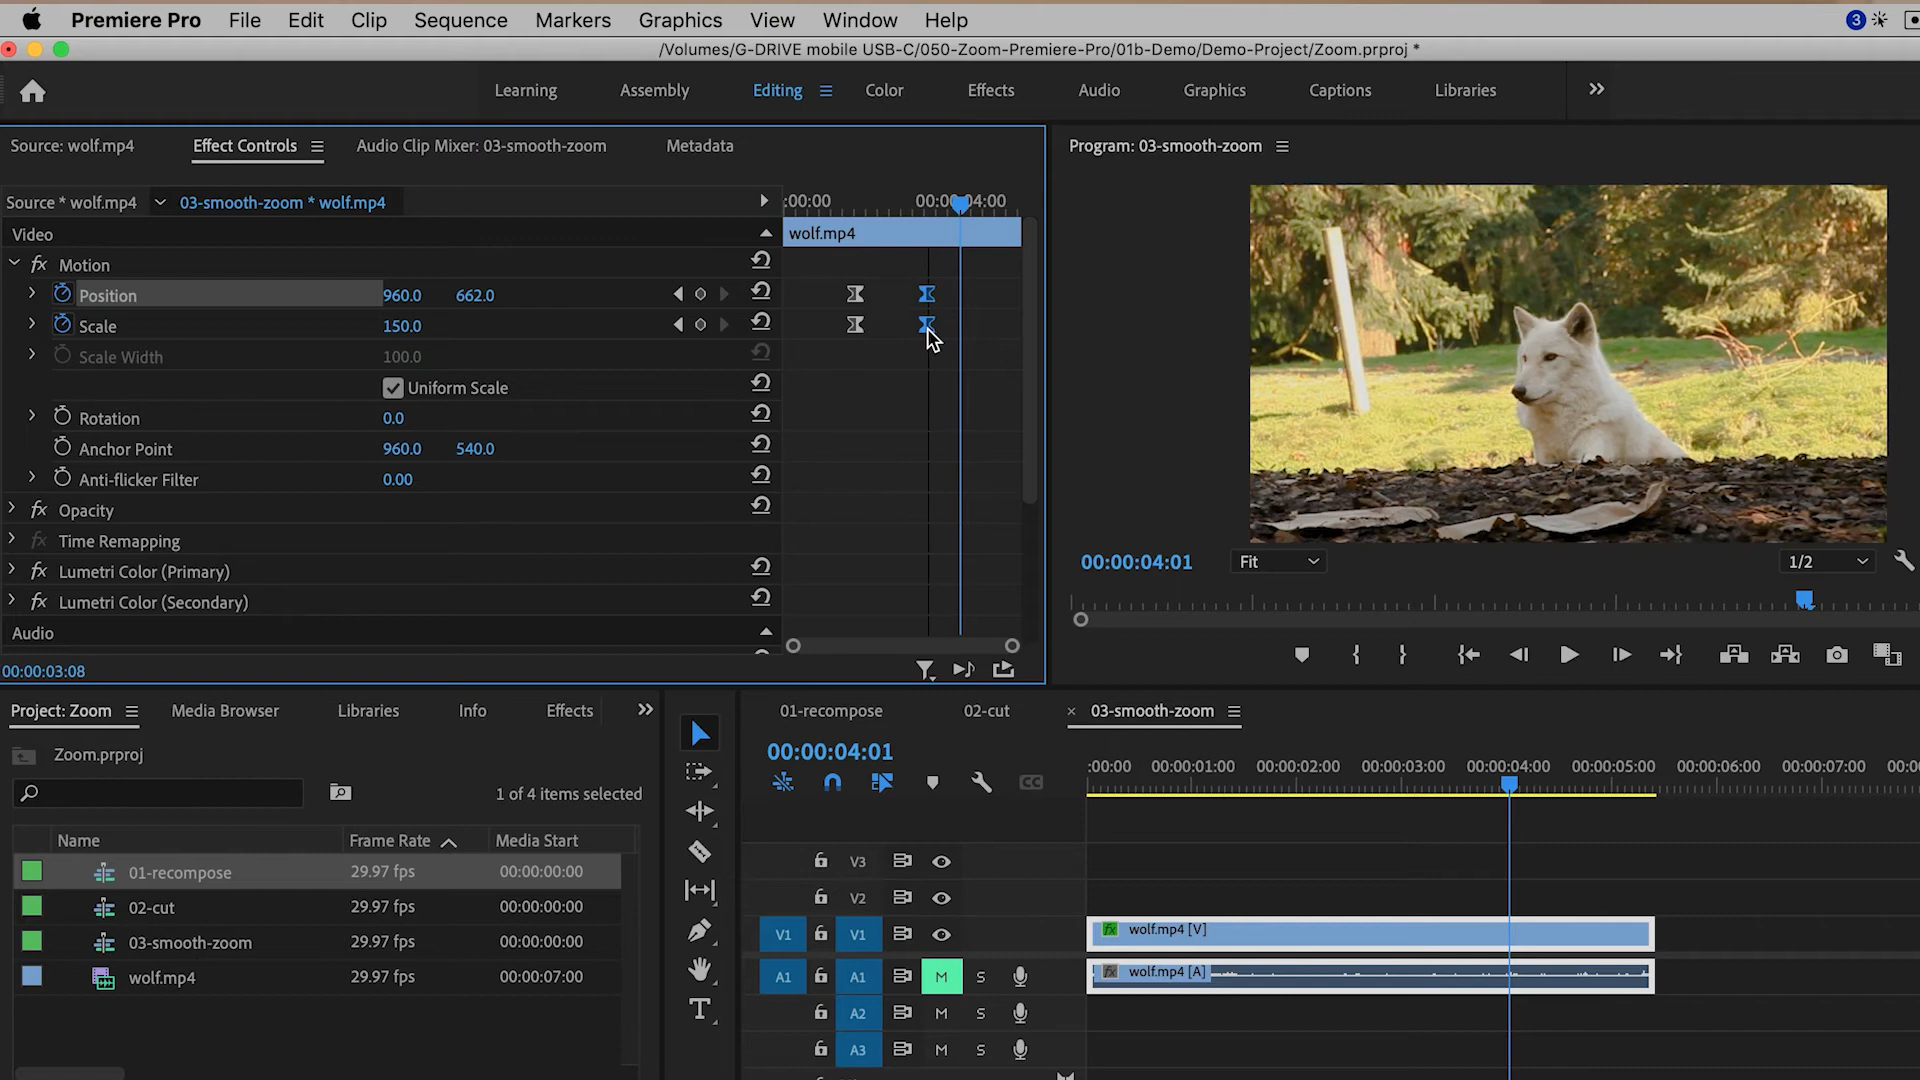 Premiere Pro File Edit Clip Sequence Markers Graphics View Window Help 3
/Volumes/G-DRIVE mobile USB-C/050-Zoom-Premiere-Pro/01b-Demo/Demo-Project/Zoom.prproj *
Learning Assembly Editing Color Effects Audio Graphics Captions Libraries
Source: wolf.mp4 Effect Controls Audio Clip Mixer: 03-smooth-zoom Metadata
Source * wolf.mp4 03-smooth-zoom * wolf.mp4 :00:00 00:00:04:00
Video wolf.mp4
fx Motion
Position 960.0 662.0
Scale 150.0
Scale Width 100.0
Uniform Scale
Rotation 0.0
Anchor Point 960.0 540.0
Anti-flicker Filter 0.00
fx Opacity
fx Time Remapping
fx Lumetri Color (Primary)
fx Lumetri Color (Secondary)
Audio
00:00:03:08
Program: 03-smooth-zoom
00:00:04:01 Fit 1/2
Project: Zoom Media Browser Libraries Info Effects
Zoom.prproj
1 of 4 items selected
Name Frame Rate Media Start
01-recompose 29.97 fps 00:00:00:00
02-cut 29.97 fps 00:00:00:00
03-smooth-zoom 29.97 fps 00:00:00:00
wolf.mp4 29.97 fps 00:00:07:00
T
01-recompose 02-cut × 03-smooth-zoom
00:00:04:01
CC
:00:00 00:00:01:00 00:00:02:00 00:00:03:00 00:00:04:00 00:00:05:00 00:00:06:00 00:00:07:00 00:0
V3
V2
V1 V1 fx wolf.mp4 [V]
A1 A1 M S fx wolf.mp4 [A]
A2 M S
A3 M S